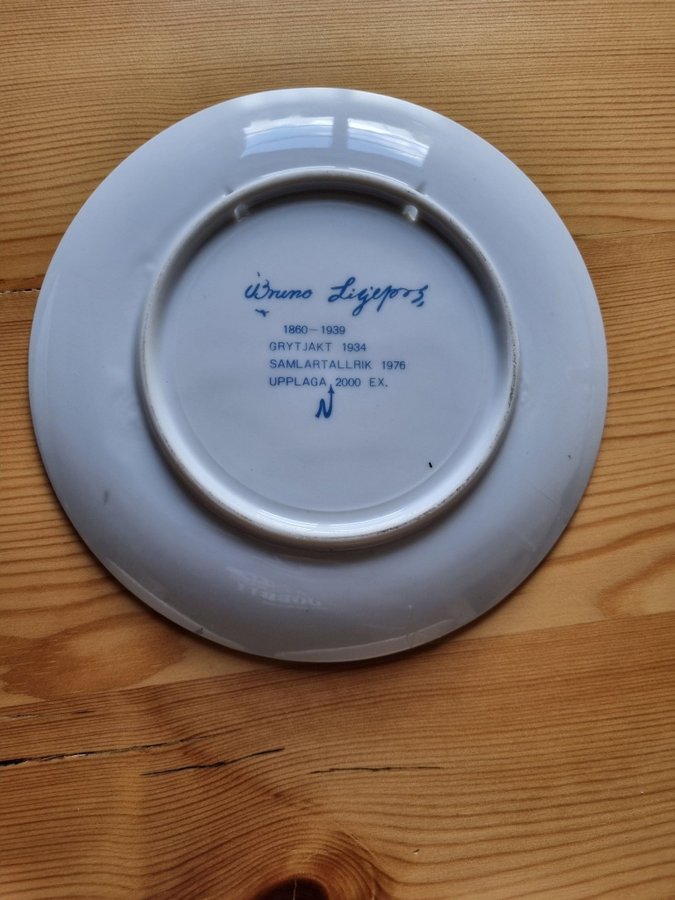 Bruno Liljefors
1860–1939
GRYTJAKT 1934
SAMLARTALLRIK 1976
UPPLAGA 2000 EX.
N